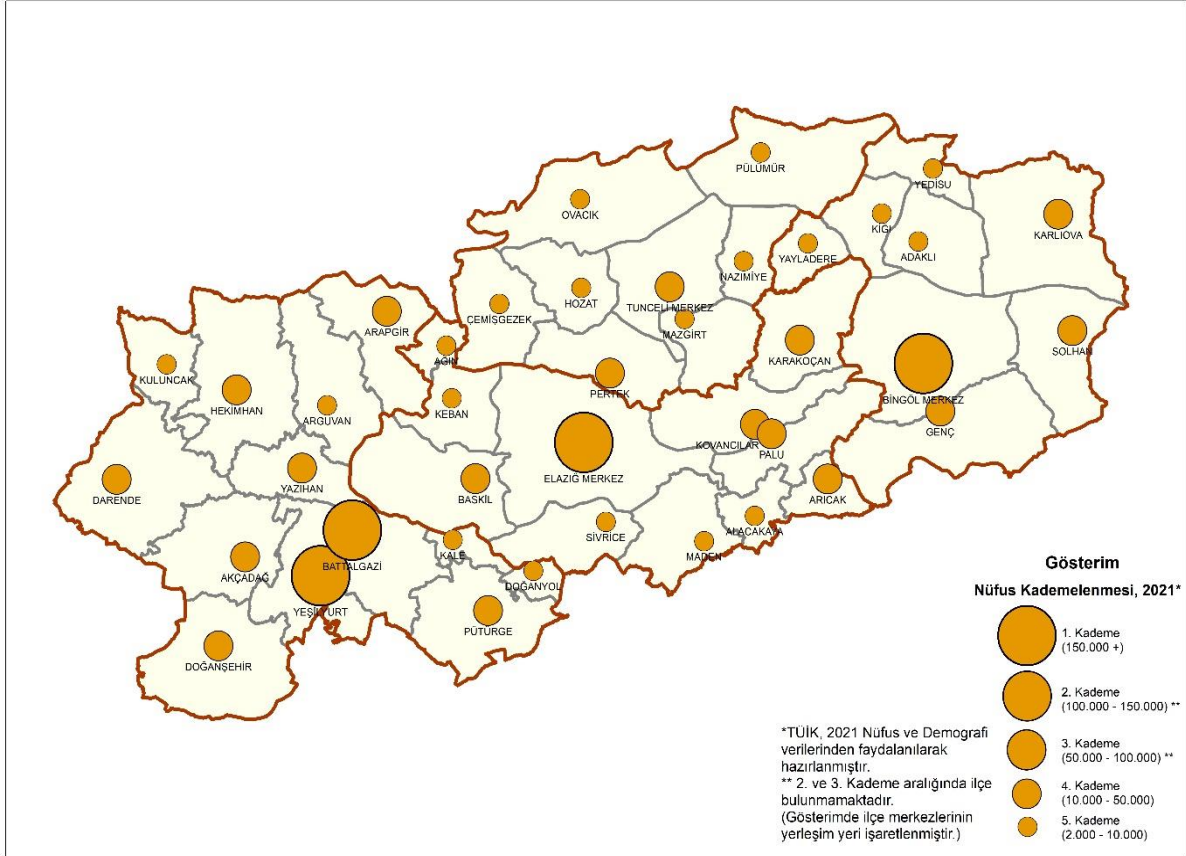 PÜLÜMÜR
YEDİSU
OVACIK
KİĞI
KARLIOVA
ADAKLI
YAYLADERE
NAZIMİYE
HOZAT
TUNCELİ MERKEZ
ÇEMİŞGEZEK
ARAPGİR
MAZGİRT
SOLHAN
AĞIN
KARAKOÇAN
KULUNCAK
PERTEK
BİNGÖL MERKEZ
HEKİMHAN
KEBAN
ARGUVAN
GENÇ
KOVANCILAR
PALU
ELAZIĞ MERKEZ
YAZIHAN
DARENDE
BASKİL
ARICAK
ALACAKAYA
SİVRİCE
MADEN
KALE
BATTALGAZİ
AKÇADAĞ
DOĞANYOL
YEŞİLYURT
PÜTÜRGE
DOĞANŞEHİR
Gösterim
Nüfus Kademelenmesi, 2021*
1. Kademe
(150.000 +)
2. Kademe
(100.000 - 150.000) **
3. Kademe
(50.000 - 100.000) **
4. Kademe
(10.000 - 50.000)
5. Kademe
(2.000 - 10.000)
*TÜİK, 2021 Nüfus ve Demografi
verilerinden faydalanılarak
hazırlanmıştır.
** 2. ve 3. Kademe aralığında ilçe
bulunmamaktadır.
(Gösterimde ilçe merkezlerinin
yerleşim yeri işaretlenmiştir.)